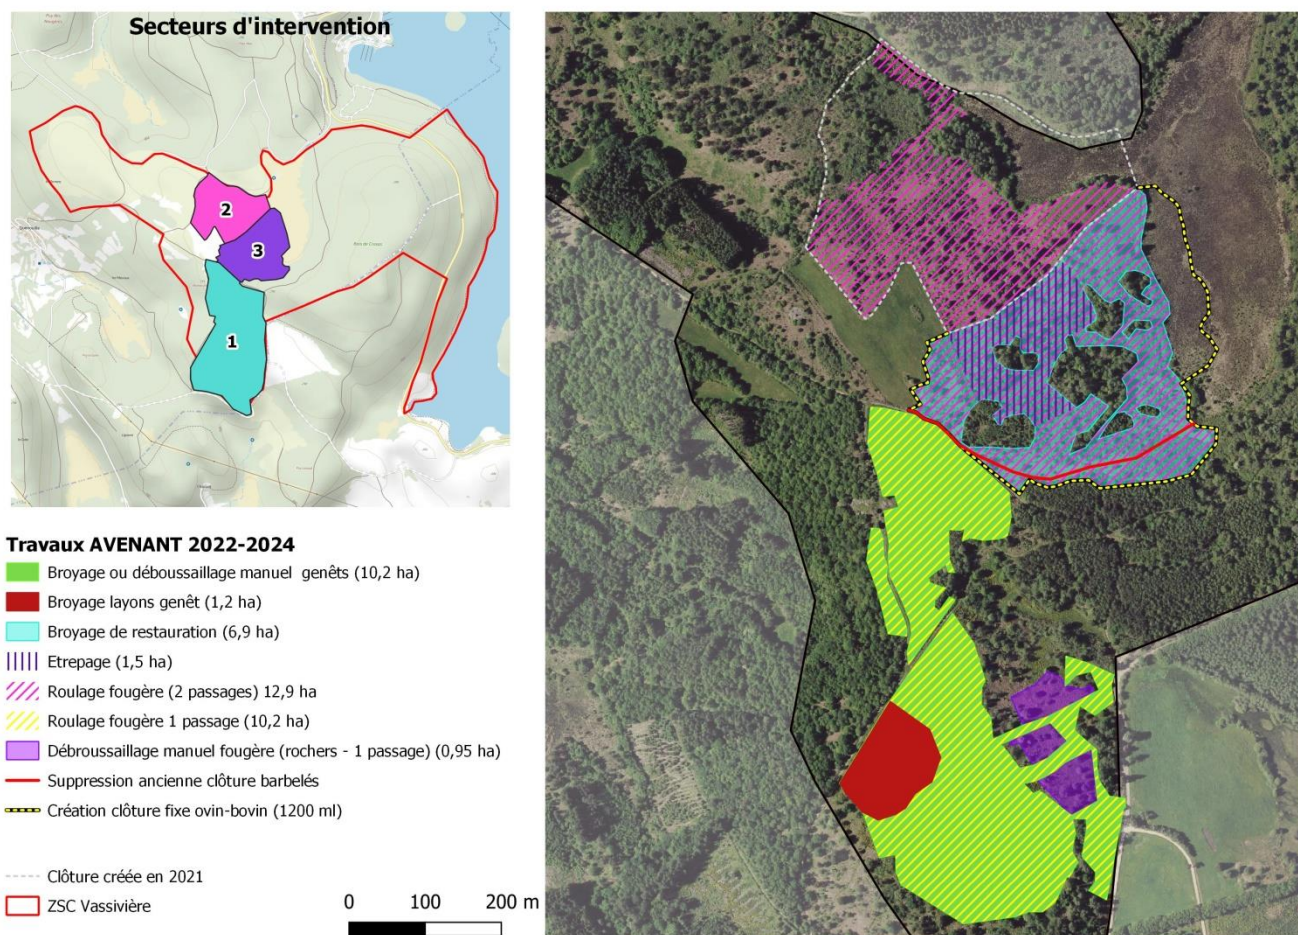 Secteurs d'intervention
2
3
1
Travaux AVENANT 2022-2024
Broyage ou déboussaillage manuel genêts (10,2 ha)
Broyage layons genêt (1,2 ha)
Broyage de restauration (6,9 ha)
Etrepage (1,5 ha)
Roulage fougère (2 passages) 12,9 ha
Roulage fougère 1 passage (10,2 ha)
Débroussaillage manuel fougère (rochers - 1 passage) (0,95 ha)
Suppression ancienne clôture barbelés
Création clôture fixe ovin-bovin (1200 ml)
Clôture créée en 2021
ZSC Vassivière
0 100 200 m